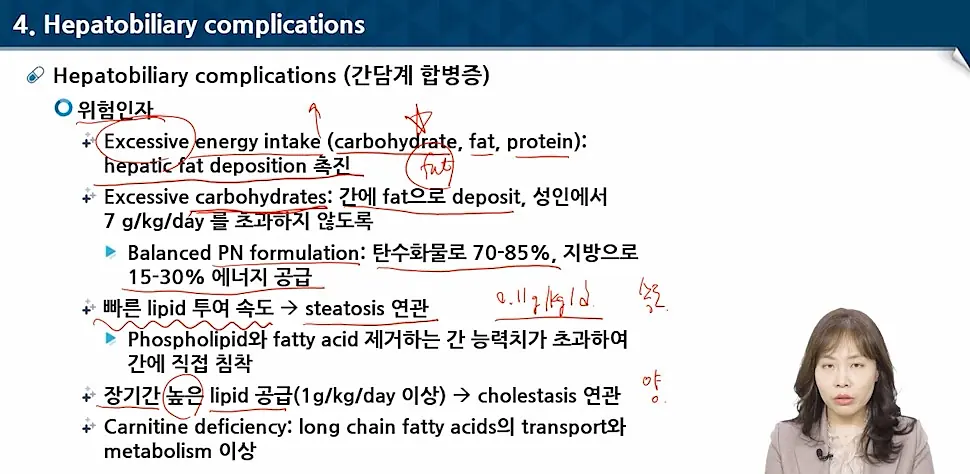 4. Hepatobiliary complications
Hepatobiliary complications (간담계 합병증)
위험인자
Excessive energy intake (carbohydrate, fat, protein):
hepatic fat deposition 촉진
fat
Excessive carbohydrates: 간에 fat으로 deposit, 성인에서
7 g/kg/day 를 초과하지 않도록
Balanced PN formulation: 탄수화물로 70-85%, 지방으로
15-30% 에너지 공급
빠른 lipid 투여 속도 → steatosis 연관
0.11g/kg/d. 속도
Phospholipid와 fatty acid 제거하는 간 능력치가 초과하여
간에 직접 침착
장기간 높은 lipid 공급(1g/kg/day 이상) → cholestasis 연관
양
Carnitine deficiency: long chain fatty acids의 transport와
metabolism 이상